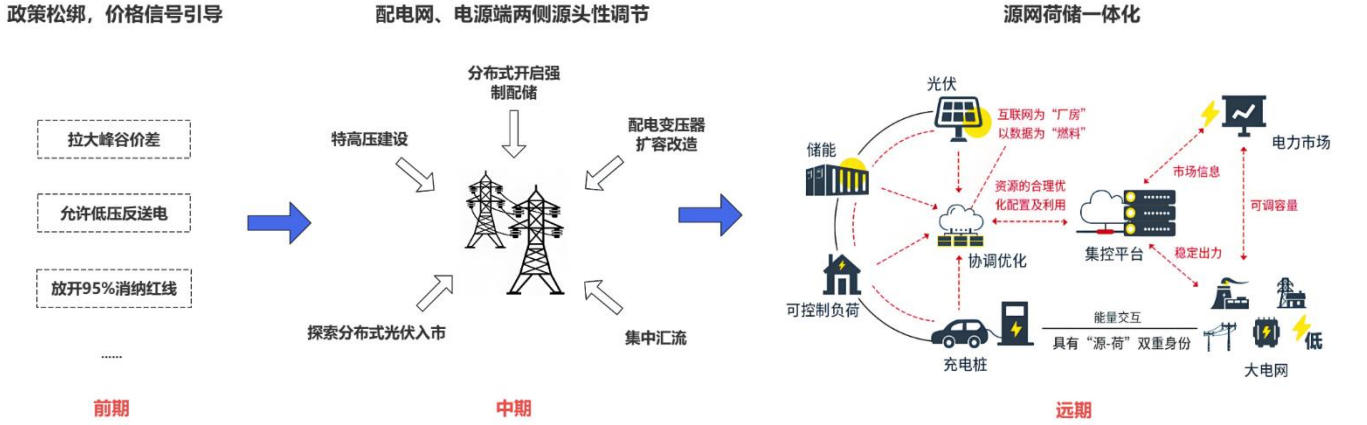 政策松绑，价格信号引导
拉大峰谷价差
允许低压反送电
放开95%消纳红线
......
前期
配电网、电源端两侧源头性调节
分布式开启强
制配储
特高压建设
配电变压器
扩容改造
探索分布式光伏入市
集中汇流
中期
源网荷储一体化
光伏
互联网为“厂房”
以数据为“燃料”
储能
电力市场
市场信息
资源的合理优
化配置及利用
可调容量
协调优化
集控平台
稳定出力
可控制负荷
能量交互
具有“源-荷”双重身份
低
充电桩
大电网
远期